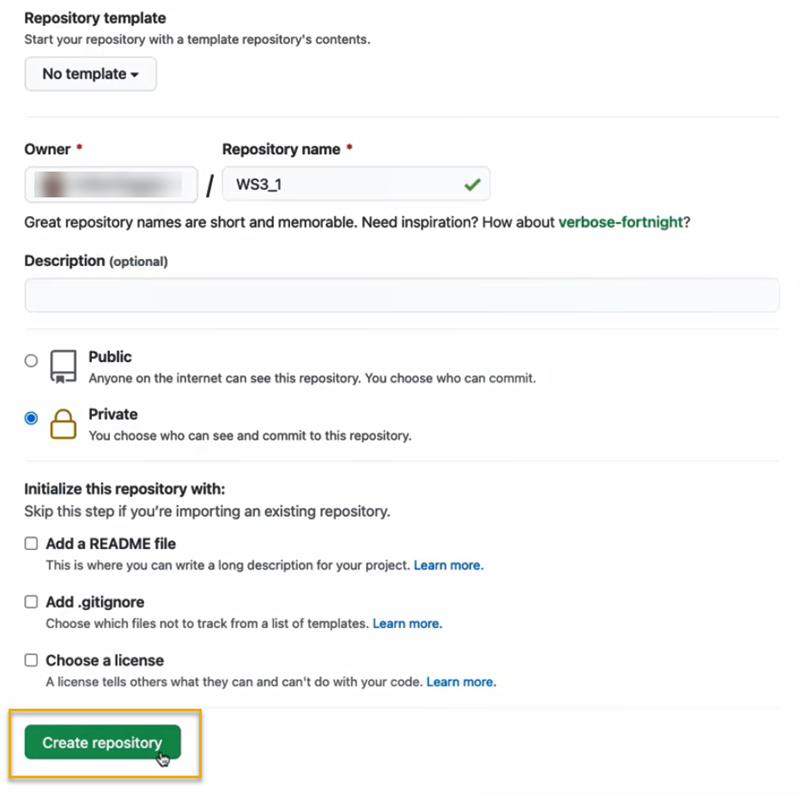 Repository template
Start your repository with a template repository's contents.
No template
Owner * Repository name *
/ WS3_1
Great repository names are short and memorable. Need inspiration? How about verbose-fortnight?
Description (optional)
Public
Anyone on the internet can see this repository. You choose who can commit.
Private
You choose who can see and commit to this repository.
Initialize this repository with:
Skip this step if you’re importing an existing repository.
Add a README file
This is where you can write a long description for your project. Learn more.
Add .gitignore
Choose which files not to track from a list of templates. Learn more.
Choose a license
A license tells others what they can and can't do with your code. Learn more.
Create repository